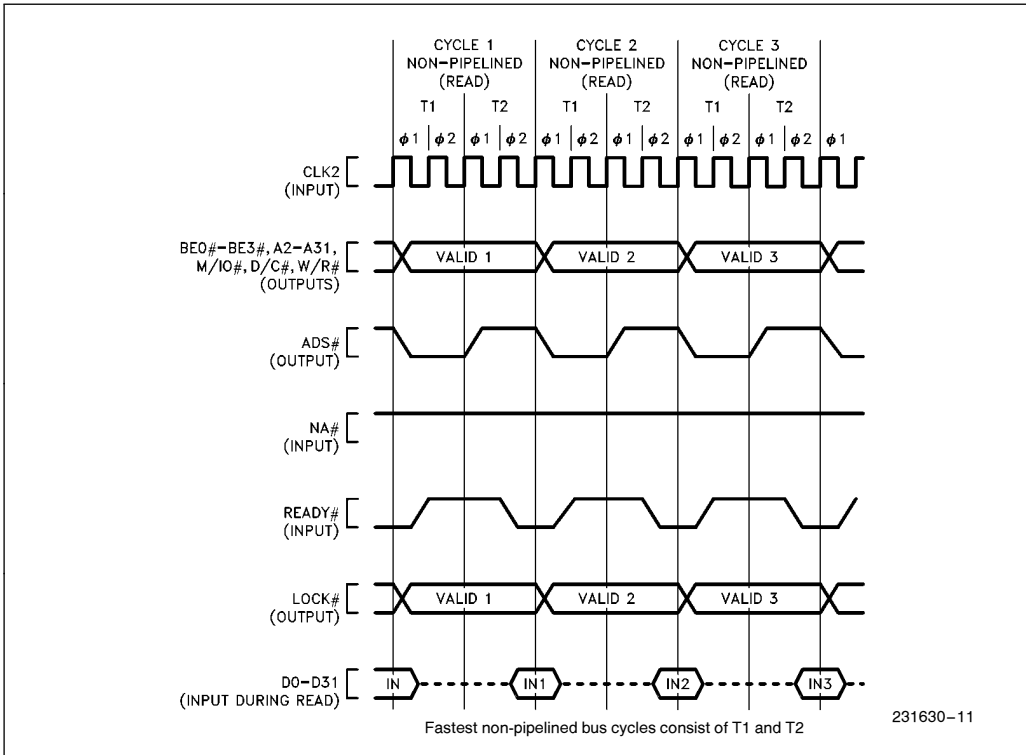 CYCLE 1 CYCLE 2 CYCLE 3
NON-PIPELINED NON-PIPELINED NON-PIPELINED
(READ) (READ) (READ)
T1 T2 T1 T2 T1 T2
ϕ1 ϕ2 ϕ1 ϕ2 ϕ1 ϕ2 ϕ1 ϕ2 ϕ1 ϕ2 ϕ1 ϕ2 ϕ1
CLK2
(INPUT)
BE0#-BE3#, A2-A31,
M/IO#, D/C#, W/R#
(OUTPUTS)
VALID 1 VALID 2 VALID 3
ADS#
(OUTPUT)
NA#
(INPUT)
READY#
(INPUT)
LOCK#
(OUTPUT)
VALID 1 VALID 2 VALID 3
D0-D31
(INPUT DURING READ)
IN IN1 IN2 IN3
Fastest non-pipelined bus cycles consist of T1 and T2
231630-11